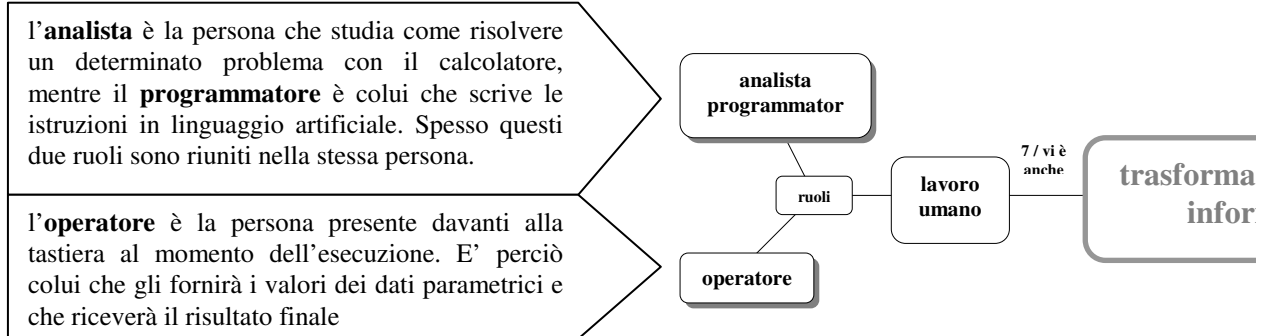 l'analista è la persona che studia come risolvere
un determinato problema con il calcolatore,
mentre il programmatore è colui che scrive le
istruzioni in linguaggio artificiale. Spesso questi
due ruoli sono riuniti nella stessa persona.
l'operatore è la persona presente davanti alla
tastiera al momento dell'esecuzione. E' perciò
colui che gli fornirà i valori dei dati parametrici e
che riceverà il risultato finale
analista
programmator
ruoli
operatore
lavoro
umano
7 / vi è
anche
trasforma
infor